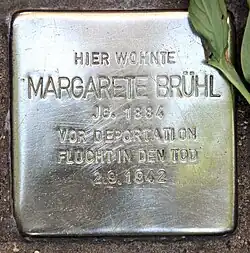 HIER WOHNTE
MARGARETE BRÜHL
JG. 1884
VOR DEPORTATION
FLUCHT IN DEN TOD
2.9.1942